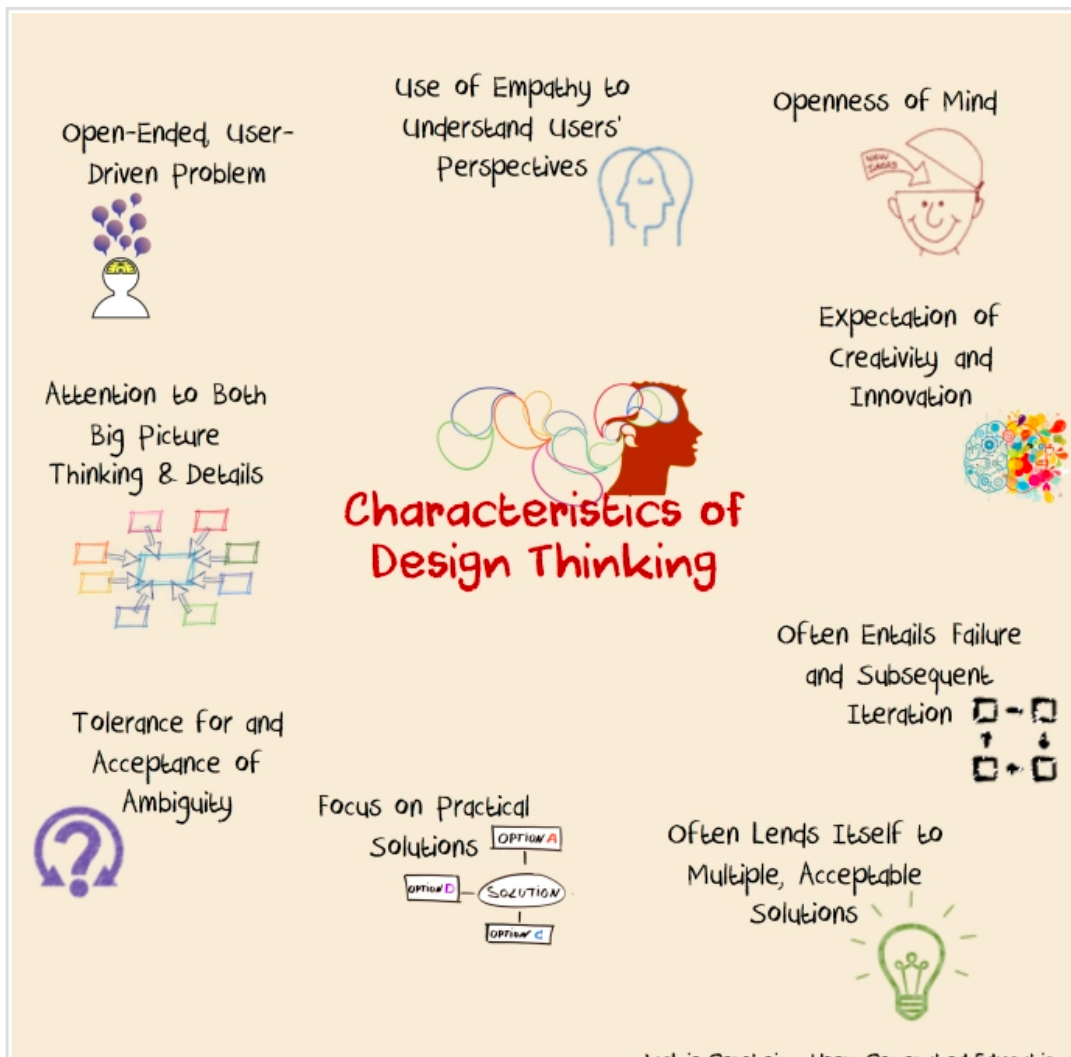 Use of Empathy to
Understand Users'
Perspectives
Openness of Mind
NEW
IDEAS
Open-Ended, User-
Driven Problem
Expectation of
Creativity and
Innovation
Attention to Both
Big Picture
Thinking & Details
Characteristics of
Design Thinking
Often Entails Failure
and Subsequent
Iteration
Tolerance for and
Acceptance of
Ambiguity
?
Focus on Practical
Solutions
OPTION A
OPTION D
SOLUTION
OPTION C
Often Lends Itself to
Multiple, Acceptable
Solutions